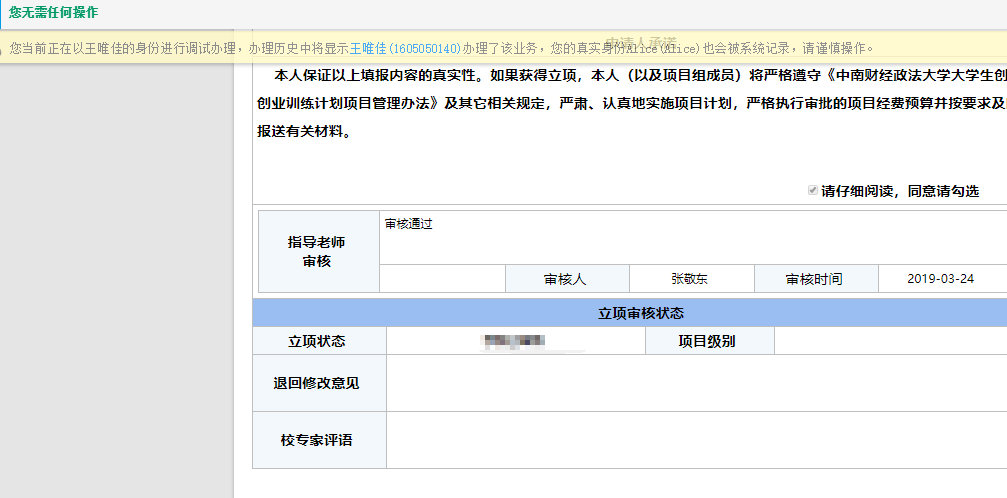 您无需任何操作
申请人承诺
您当前正在以王唯佳的身份进行调试办理，办理历史中将显示王唯佳(1605050140)办理了该业务，您的真实身份Alice(Alice)也会被系统记录，请谨慎操作。
本人保证以上填报内容的真实性。如果获得立项，本人（以及项目组成员）将严格遵守《中南财经政法大学大学生创
创业训练计划项目管理办法》及其它相关规定，严肃、认真地实施项目计划，严格执行审批的项目经费预算并按要求及
报送有关材料。
请仔细阅读，同意请勾选
指导老师
审核
审核通过
审核人 张敬东 审核时间 2019-03-24
立项审核状态
立项状态 项目级别
退回修改意见
校专家评语